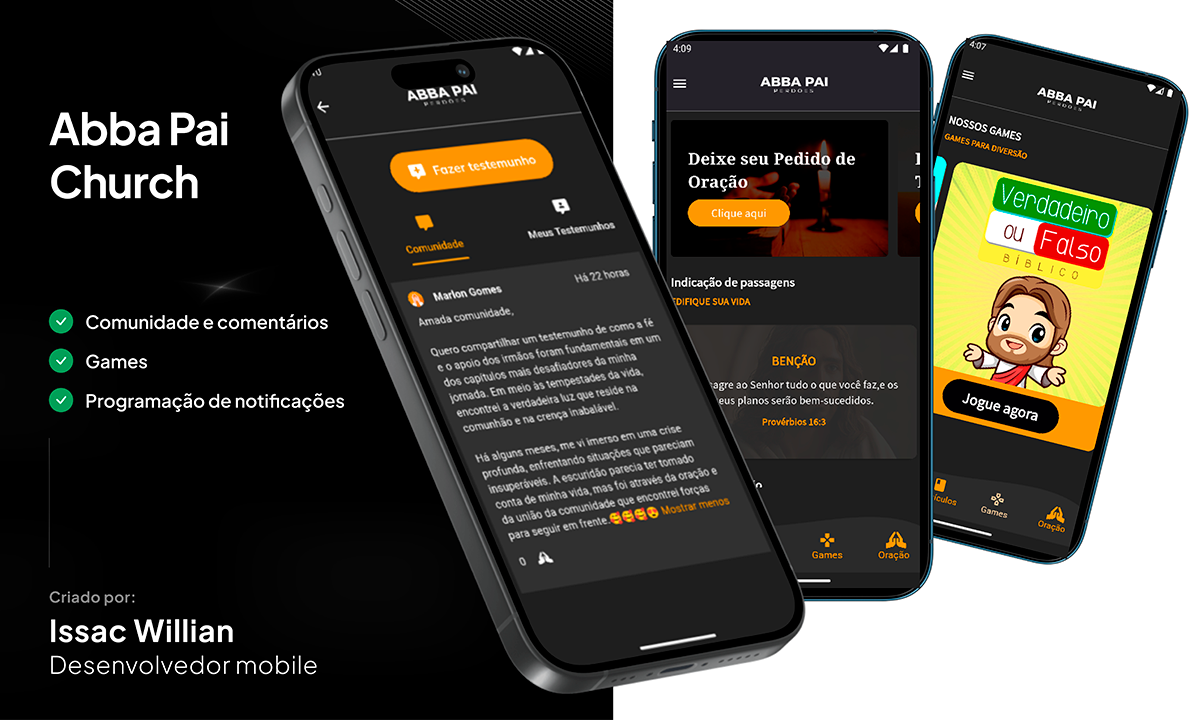 Abba Pai
Church
Comunidade e comentários
Games
Programação de notificações
Criado por:
Issac Willian
Desenvolvedor mobile
ABBA PAI
PERDÕES
Fazer testemunho
Comunidade
Meus Testemunhos
Marlon Gomes
Há 22 horas
Amada comunidade,
Quero compartilhar um testemunho de como a fé
e o apoio dos irmãos foram fundamentais em um
dos capítulos mais desafiadores da minha
jornada. Em meio às tempestades da vida,
encontrei a verdadeira luz que reside na
comunhão e na crença inabalável.
Há alguns meses, me vi imerso em uma crise
profunda, enfrentando situações que pareciam
insuperáveis. A escuridão parecia ter tomado
conta de minha vida, mas foi através da oração e
da união da comunidade que encontrei forças
para seguir em frente.🥰🥰🥰😍 Mostrar menos
0
4:09
ABBA PAI
PERDÕES
Deixe seu Pedido de
Oração
Clique aqui
Indicação de passagens
EDIFIQUE SUA VIDA
BENÇÃO
agre ao Senhor tudo o que você faz,e os
eus planos serão bem-sucedidos.
Provérbios 16:3
Games
Oração
4:07
ABBA PAI
PERDÕES
NOSSOS GAMES
GAMES PARA DIVERSÃO
Verdadeiro
ou Falso
BÍBLICO
Jogue agora
ículos
Games
Oração